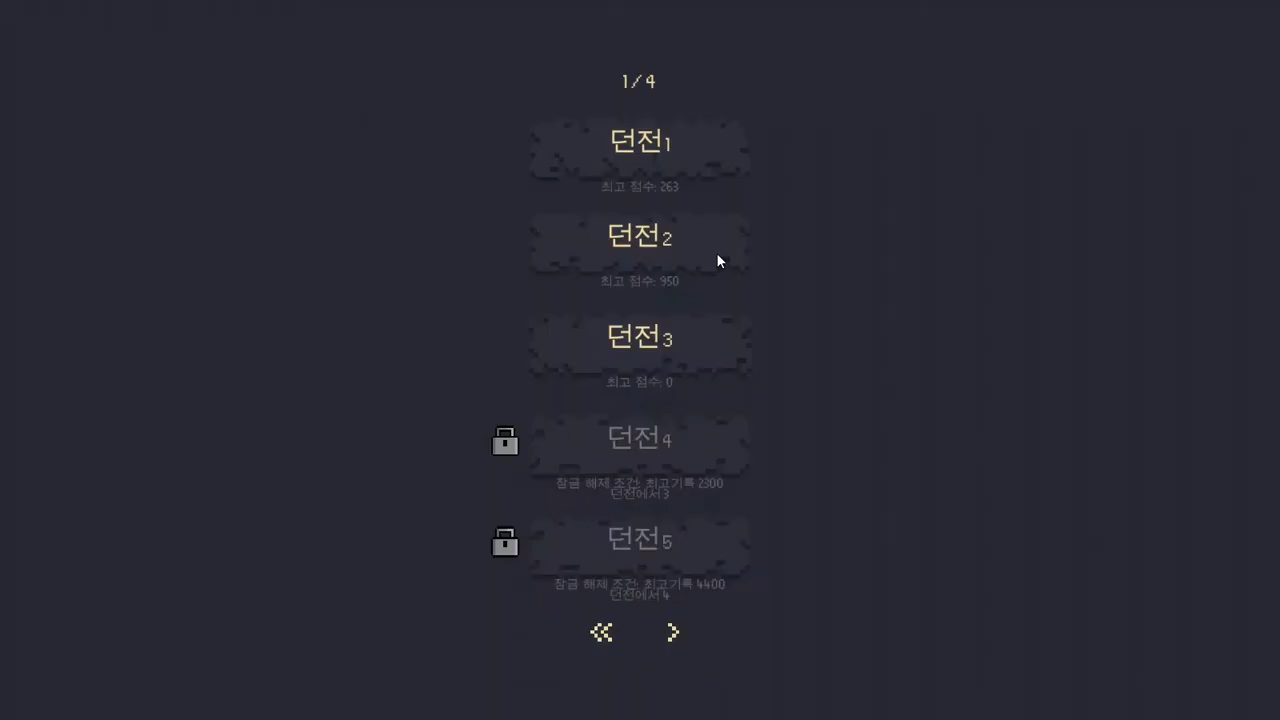 1/4
던전1
최고 점수: 263
던전2
최고 점수: 950
던전3
최고 점수: 0
던전4
잠금 해제 조건: 최고기록 2300
던전에서 3
던전5
잠금 해제 조건: 최고기록 4400
던전에서 4